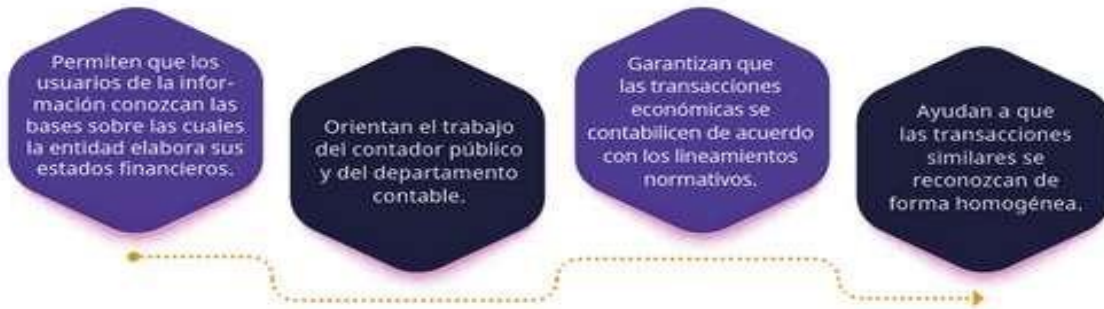 Permiten que los
usuarios de la infor-
mación conozcan las
bases sobre las cuales
la entidad elabora sus
estados financieros.
Orientan el trabajo
del contador público
y del departamento
contable.
Garantizan que
las transacciones
económicas se
contabilicen de acuerdo
con los lineamientos
normativos.
Ayudan a que
las transacciones
similares se
reconozcan de
forma homogénea.